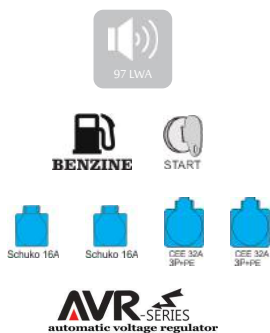 97 LWA
BENZINE START
Schuko 16A Schuko 16A CEE 32A CEE 32A
3P+PE 3P+PE
AVR-SERIES
automatic voltage regulator